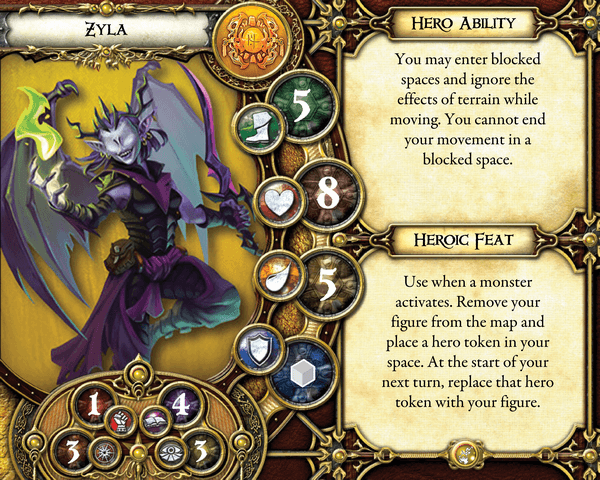 Zyla
5
8
5
1
4
3
3
Hero Ability
You may enter blocked
spaces and ignore the
effects of terrain while
moving. You cannot end
your movement in a
blocked space.
Heroic Feat
Use when a monster
activates. Remove your
figure from the map and
place a hero token in your
space. At the start of your
next turn, replace that hero
token with your figure.